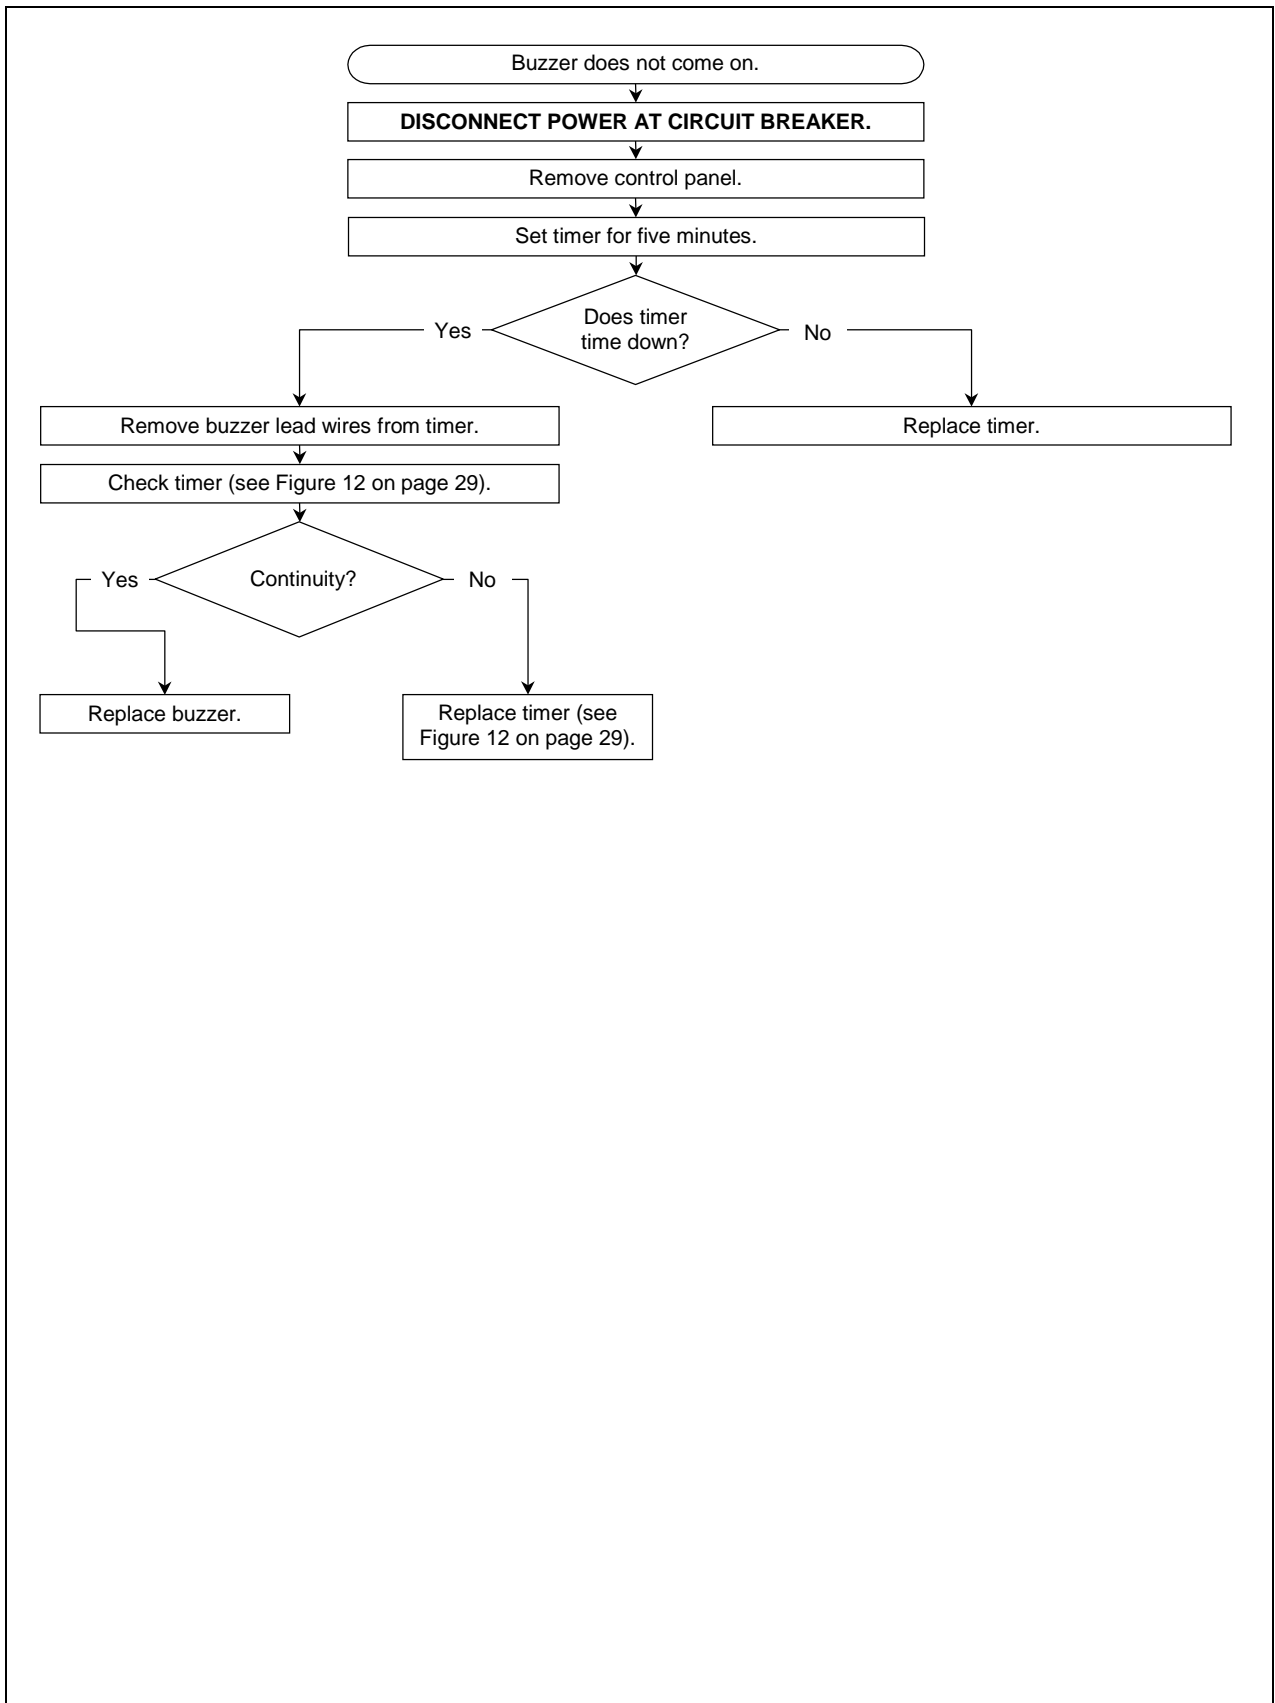 Buzzer does not come on.
DISCONNECT POWER AT CIRCUIT BREAKER.
Remove control panel.
Set timer for five minutes.
Does timer
time down?
Yes
No
Remove buzzer lead wires from timer.
Replace timer.
Check timer (see Figure 12 on page 29).
Continuity?
Yes
No
Replace buzzer.
Replace timer (see
Figure 12 on page 29).